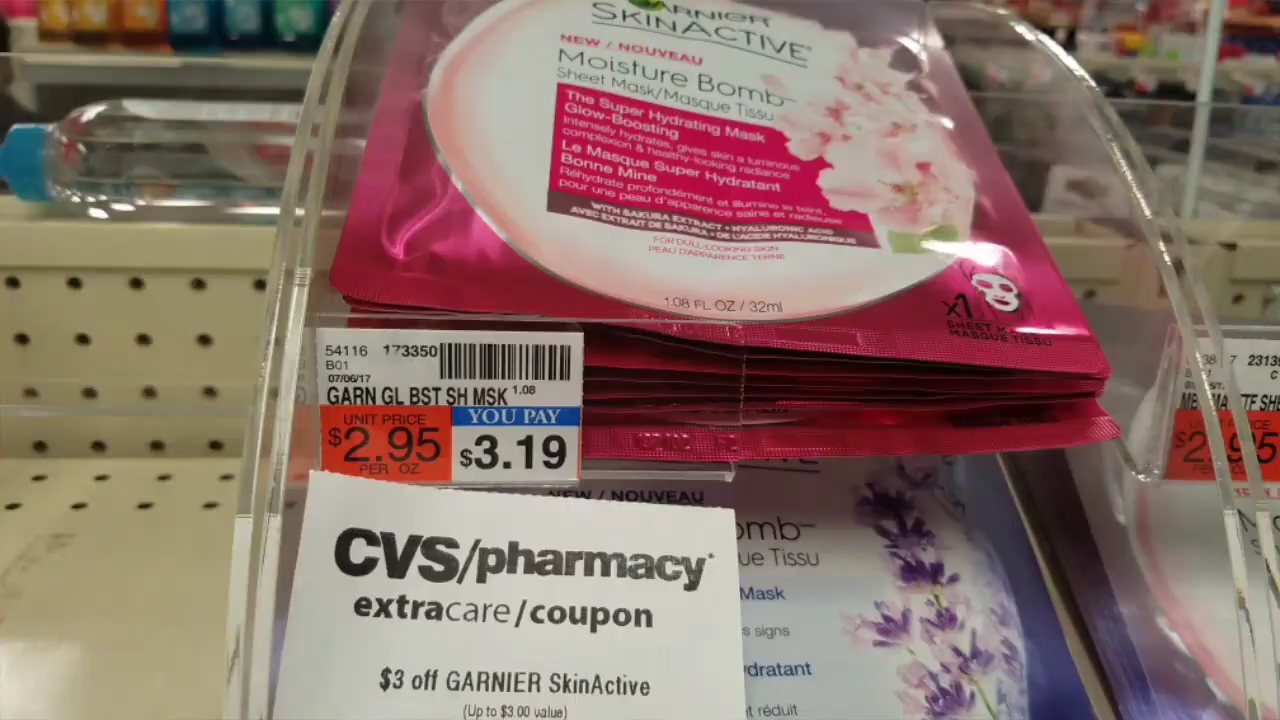 GARNIER
SKINACTIVE
NEW / NOUVEAU
Moisture Bomb
Sheet Mask/Masque Tissu
The Super Hydrating Mask
Glow-Boosting
Intensely hydrates, gives skin a luminous
complexion & healthy-looking radiance
Le Masque Super Hydratant
Bonne Mine
Réhydrate profondément et illumine le teint,
pour une peau d'apparence saine et radieuse
WITH SAKURA EXTRACT + HYALURONIC ACID
AVEC EXTRAIT DE SAKURA + DE L'ACIDE HYALURONIQUE
FOR DULL-LOOKING SKIN
PEAU D'APPARENCE TERNE
1.08 FL OZ / 32ml
x1
SHEET
MASQUE TISSU
54116 173350
B01
07/06/17
GARN GL BST SH MSK 1.08
UNIT PRICE
$2.95
PER OZ
YOU PAY
$3.19
CVS/pharmacy
extracare/coupon
$3 off GARNIER SkinActive
(Up to $3.00 value)
NEW / NOUVEAU
omb
ue Tissu
Mask
s signs
dratant
t réduit
2.95